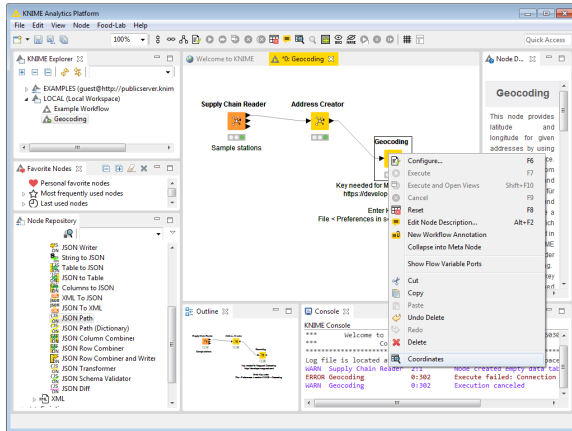 KNIME Analytics Platform
File Edit View Node Food-Lab Help
100%
Quick Access
KNIME Explorer
EXAMPLES (guest@http://publicserver.knim
LOCAL (Local Workspace)
Example Workflow
Geocoding
Favorite Nodes
Personal favorite nodes
Most frequently used nodes
Last used nodes
Node Repository
JSON Writer
String to JSON
Table to JSON
JSON to Table
Columns to JSON
XML To JSON
JSON To XML
JSON Path
JSON Path (Dictionary)
JSON Column Combiner
JSON Row Combiner
JSON Row Combiner and Writer
JSON Transformer
JSON Schema Validator
JSON Diff
XML
Welcome to KNIME
*0: Geocoding
Supply Chain Reader
Address Creator
Sample stations
Geocoding
Key needed for M
https://develop
Enter K
File < Preferences in se
Configure... F6
Execute F7
Execute and Open Views Shift+F10
Cancel F9
Reset F8
Edit Node Description... Alt+F2
New Workflow Annotation
Collapse into Meta Node
Show Flow Variable Ports
Cut
Copy
Paste
Undo Delete
Redo
Delete
Coordinates
Node D...
Geocoding
This node provides
latitude and
longitude for given
addresses by using
Outline
Console
KNIME Console
*** Welcome to
*** Co
Log file is located a
WARN Supply Chain Reader 2:1 Node created empty data tab
ERROR Geocoding 0:302 Execute failed: Connection
WARN Geocoding 0:302 Execution canceled